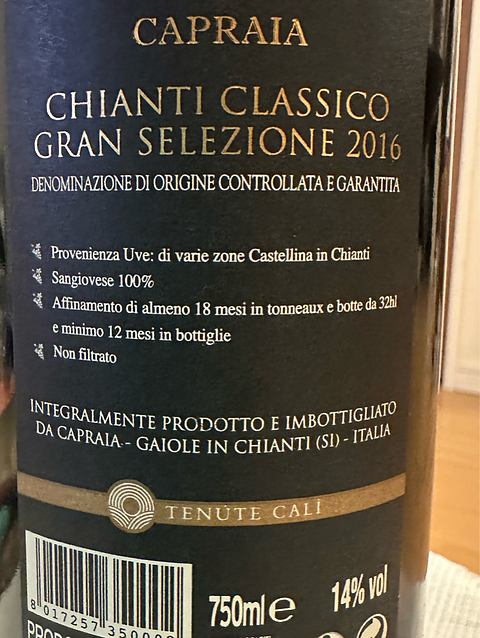 CAPRAIA
CHIANTI CLASSICO
GRAN SELEZIONE 2016
DENOMINAZIONE DI ORIGINE CONTROLLATA E GARANTITA
Provenienza Uve: di varie zone Castellina in Chianti
Sangiovese 100%
Affinamento di almeno 18 mesi in tonneaux e botte da 32hl
e minimo 12 mesi in bottiglie
Non filtrato
INTEGRALMENTE PRODOTTO E IMBOTTIGLIATO
DA CAPRAIA - GAIOLE IN CHIANTI (SI) - ITALIA
TENUTE CALÌ
750ml e 14% vol